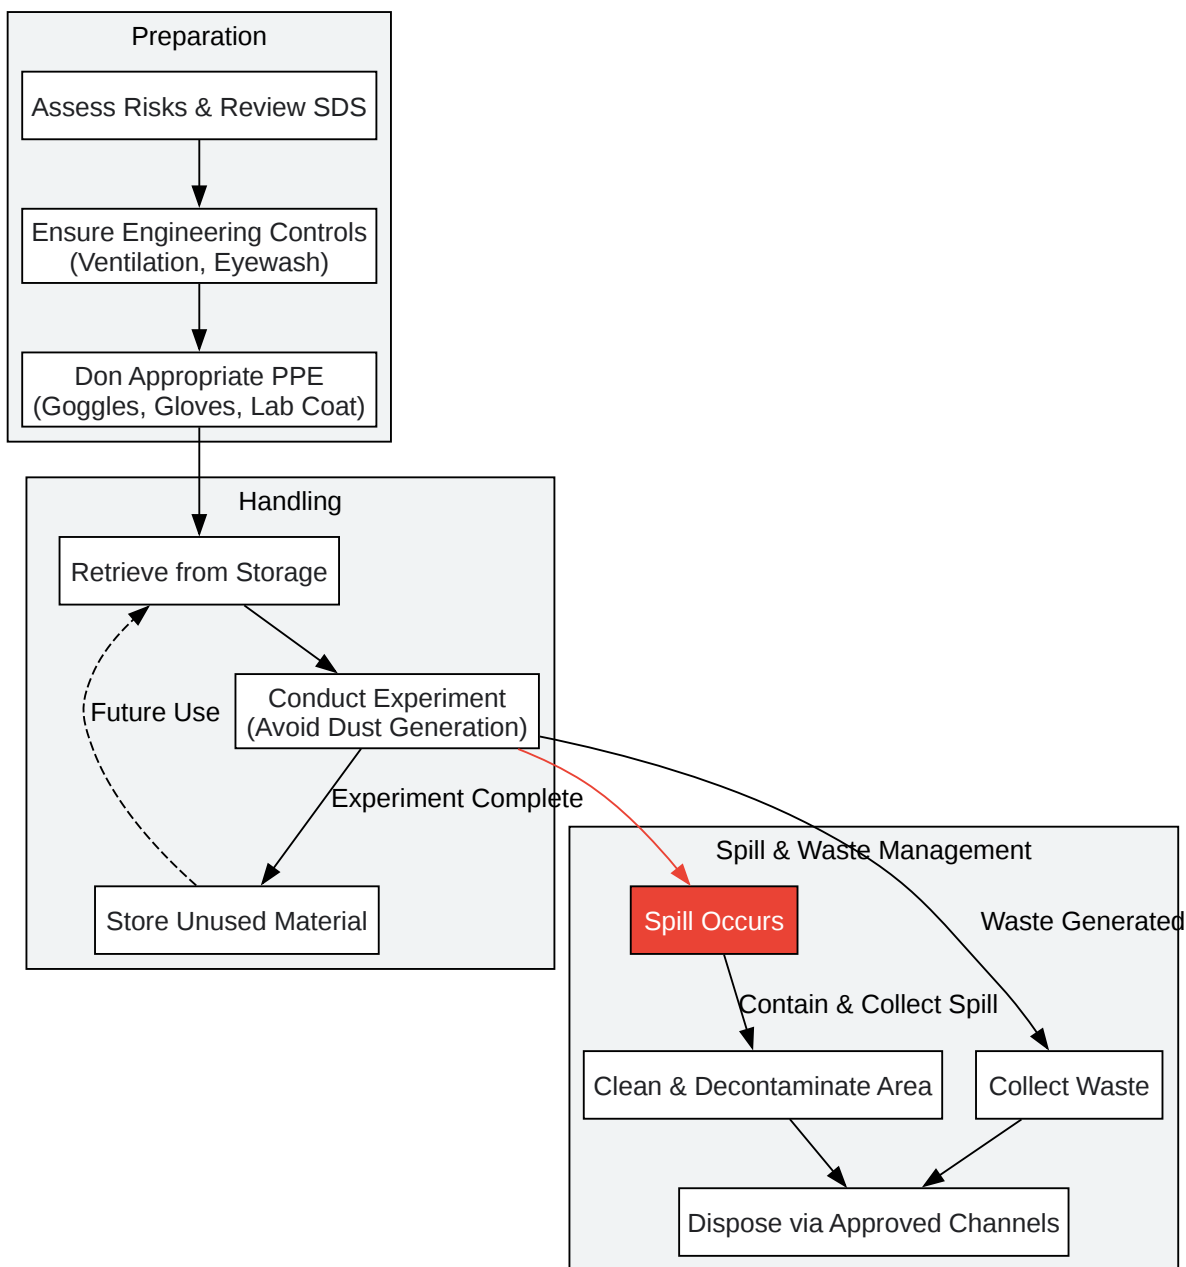 Preparation
Assess Risks & Review SDS
Ensure Engineering Controls
(Ventilation, Eyewash)
Don Appropriate PPE
(Goggles, Gloves, Lab Coat)
Handling
Retrieve from Storage
Conduct Experiment
(Avoid Dust Generation)
Future Use
Experiment Complete
Store Unused Material
Spill & Waste Management
Spill Occurs
Waste Generated
Contain & Collect Spill
Clean & Decontaminate Area
Collect Waste
Dispose via Approved Channels